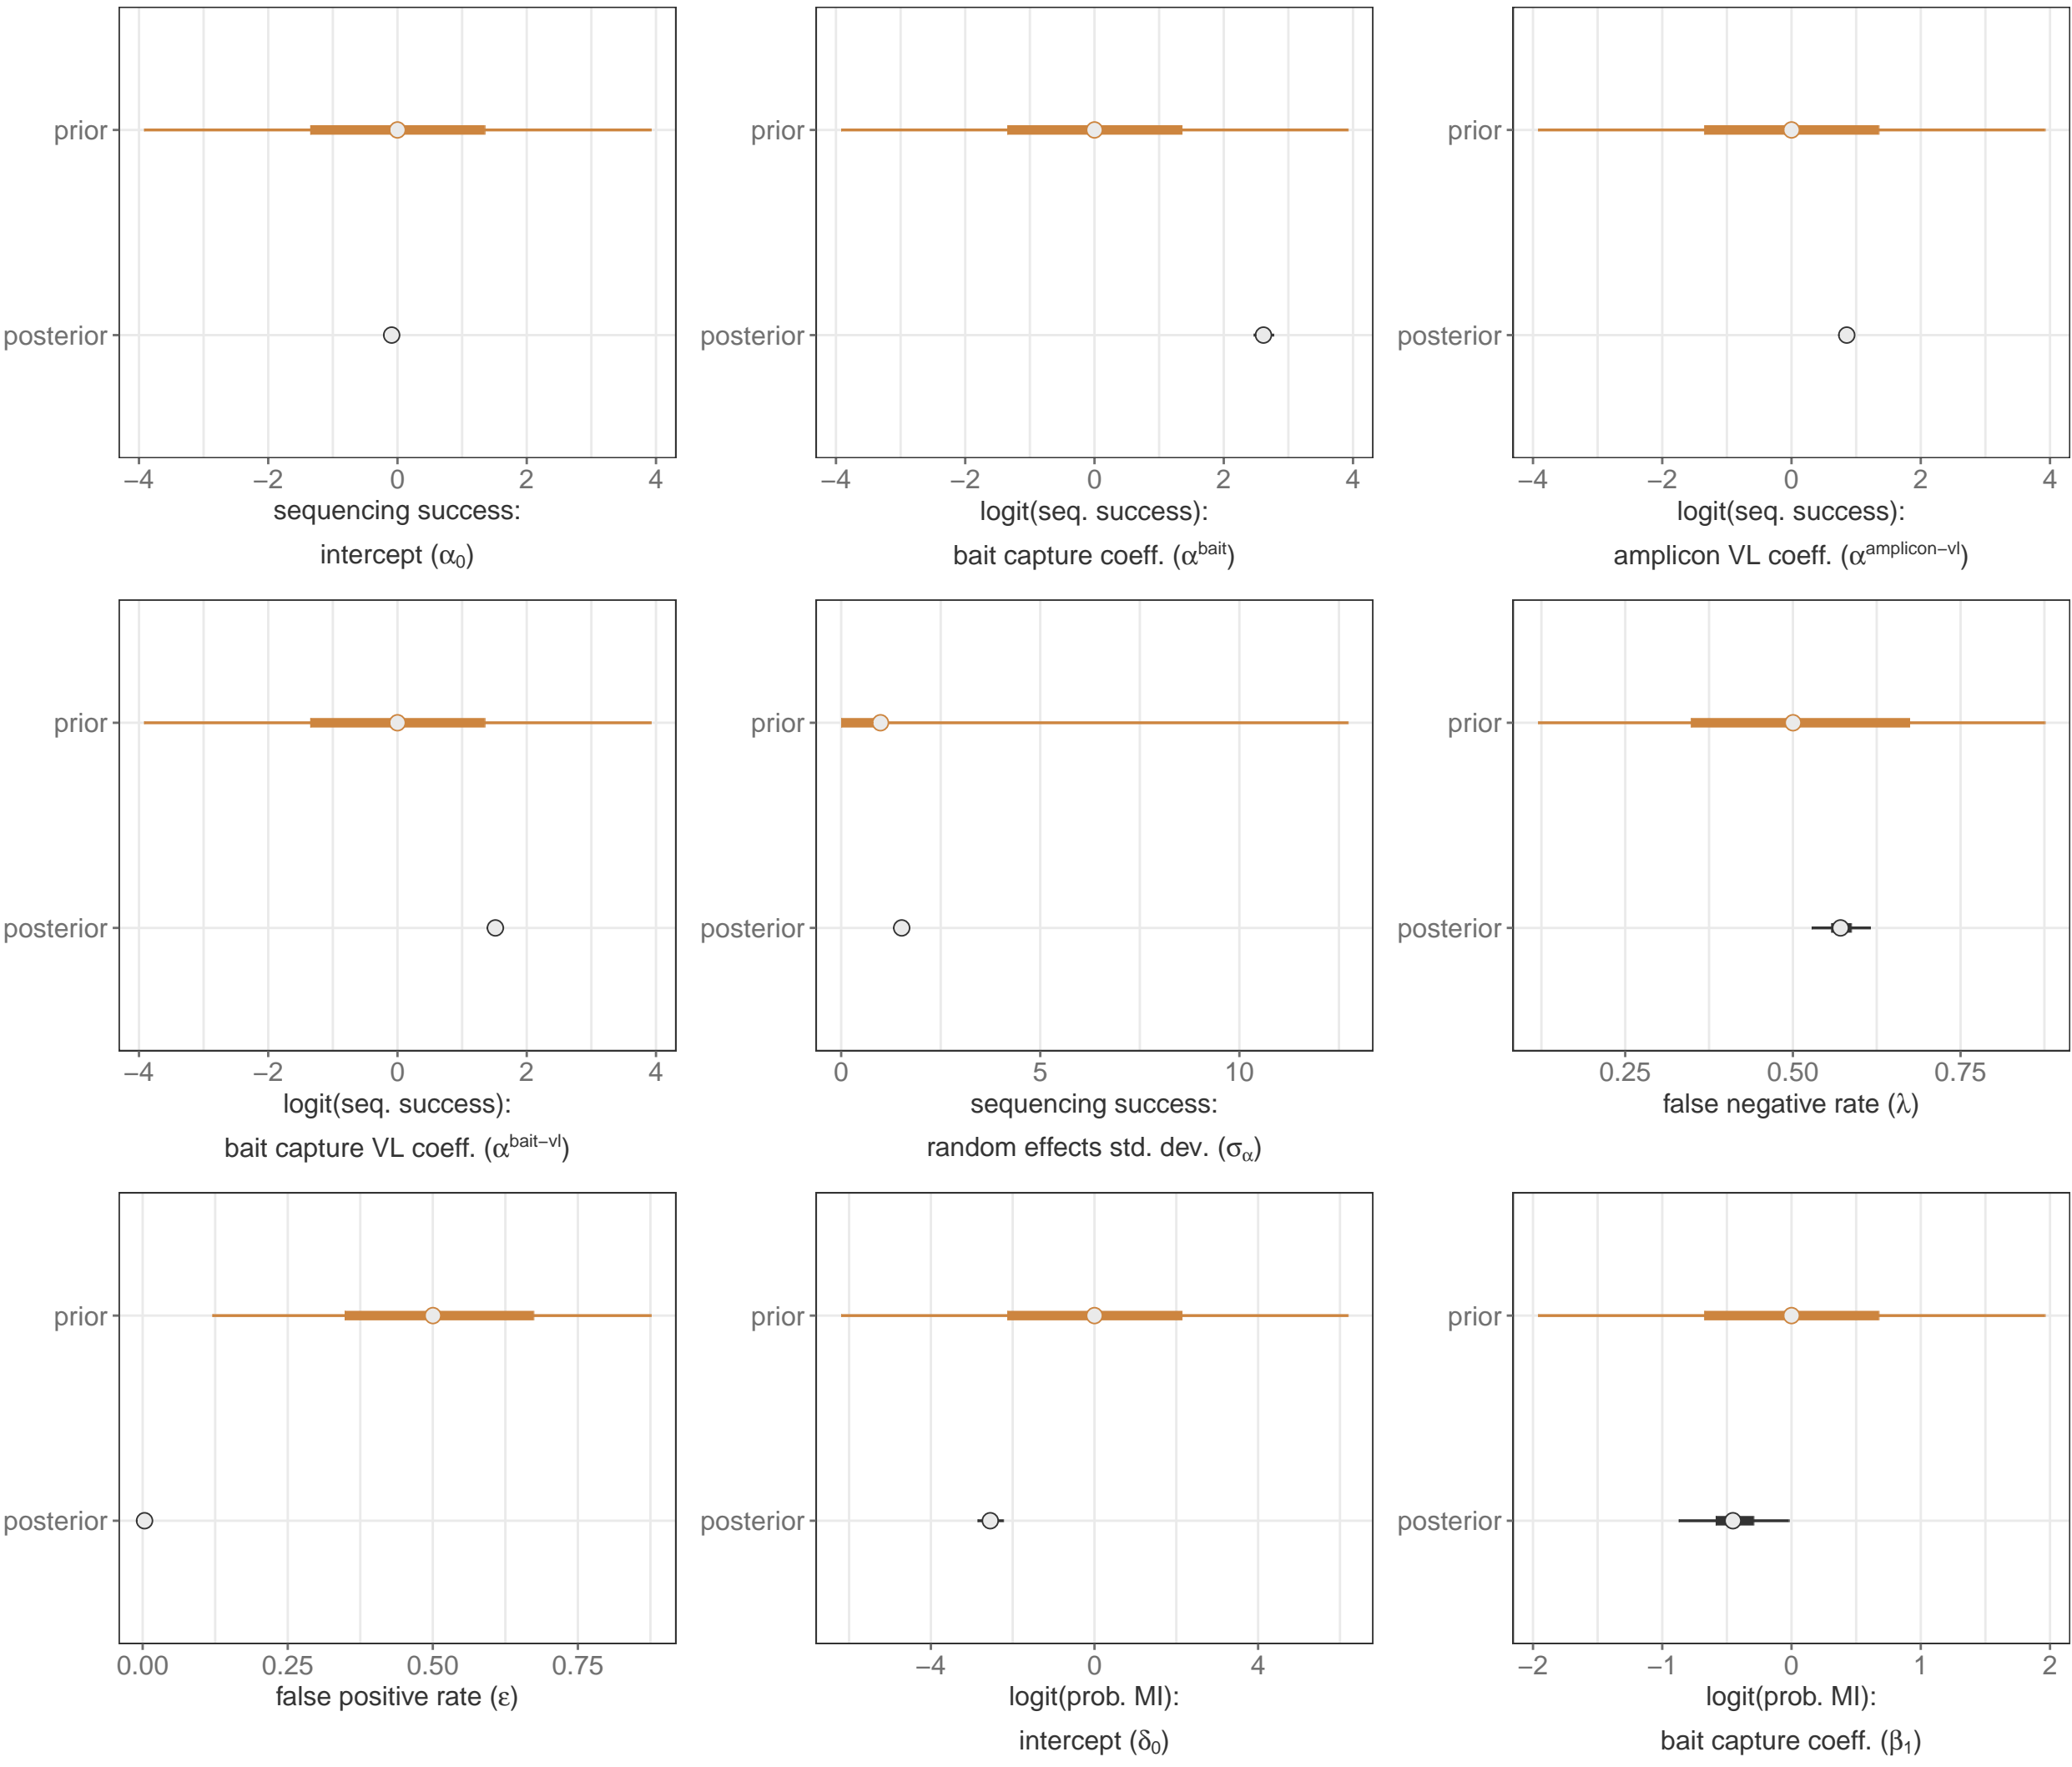 prior
posterior
−4 −2 0 2 4
sequencing success:
intercept (α₀)
prior
posterior
−4 −2 0 2 4
logit(seq. success):
bait capture coeff. (αᵇᵃⁱᵗ)
prior
posterior
−4 −2 0 2 4
logit(seq. success):
amplicon VL coeff. (α^amplicon−vl)
prior
posterior
−4 −2 0 2 4
logit(seq. success):
bait capture VL coeff. (α^bait−vl)
prior
posterior
0 5 10
sequencing success:
random effects std. dev. (σ_α)
prior
posterior
0.25 0.50 0.75
false negative rate (λ)
prior
posterior
0.00 0.25 0.50 0.75
false positive rate (ε)
prior
posterior
−4 0 4
logit(prob. MI):
intercept (δ₀)
prior
posterior
−2 −1 0 1 2
logit(prob. MI):
bait capture coeff. (β₁)